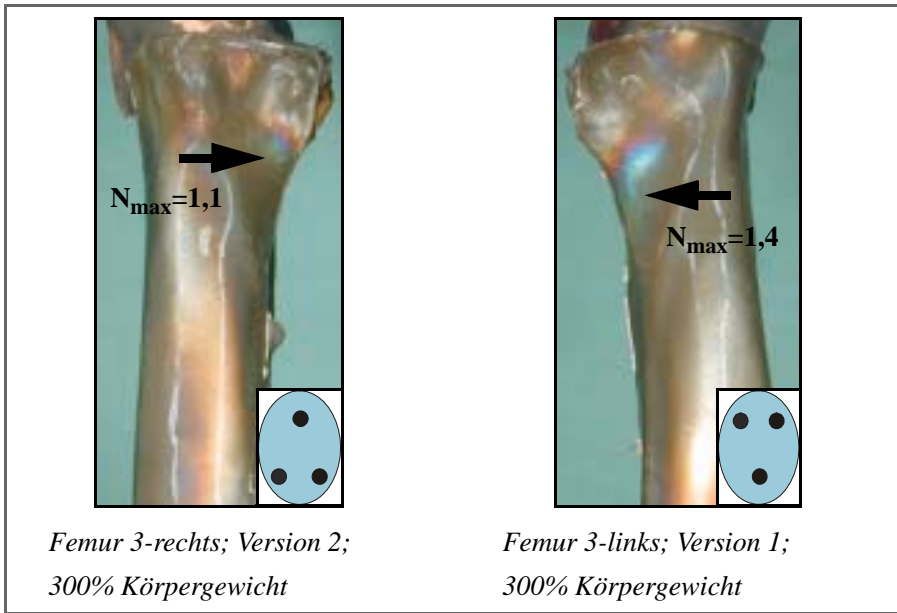 N_max=1,1
N_max=1,4
Femur 3-rechts; Version 2;
300% Körpergewicht
Femur 3-links; Version 1;
300% Körpergewicht